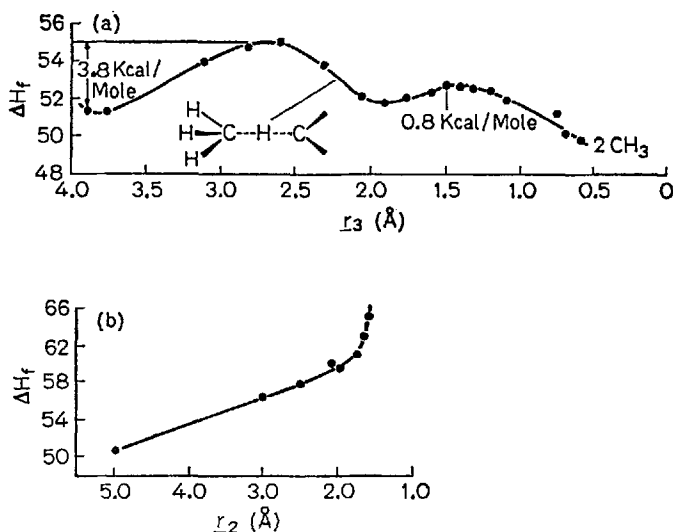 (a)
56
54
52
50
48
ΔHf
3.8 Kcal/
Mole
H
H C H C
H
0.8 Kcal/Mole
2 CH3
4.0 3.5 3.0 2.5 2.0 1.5 1.0 0.5 0
r3 (Å)
(b)
66
62
58
54
50
ΔHf
5.0 4.0 3.0 2.0 1.0
r2 (Å)